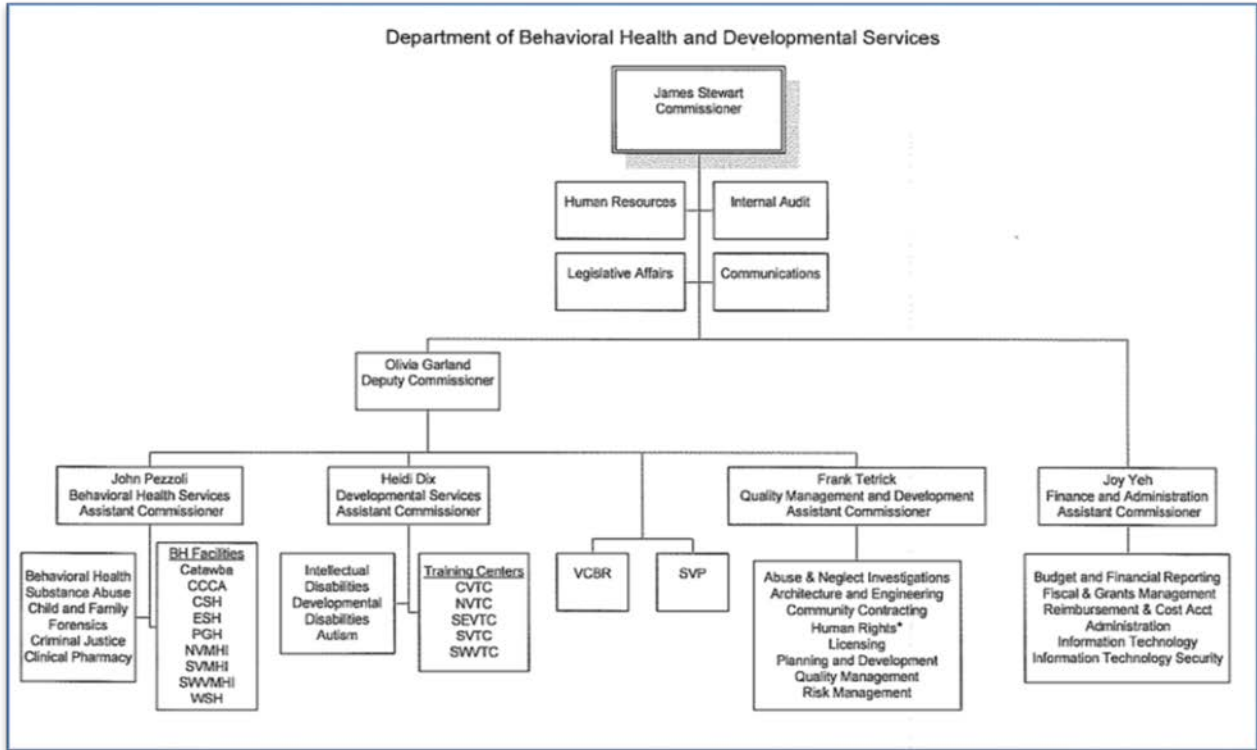 Department of Behavioral Health and Developmental Services
James Stewart
Commissioner
Human Resources
Internal Audit
Legislative Affairs
Communications
Olivia Garland
Deputy Commissioner
John Pezzoli
Behavioral Health Services
Assistant Commissioner
Heidi Dix
Developmental Services
Assistant Commissioner
Frank Tetrick
Quality Management and Development
Assistant Commissioner
Joy Yeh
Finance and Administration
Assistant Commissioner
Behavioral Health
Substance Abuse
Child and Family
Forensics
Criminal Justice
Clinical Pharmacy
BH Facilities
Catawba
CCCA
CSH
ESH
PGH
NVMHI
SVMHI
SWVMHI
WSH
Intellectual
Disabilities
Developmental
Disabilities
Autism
Training Centers
CVTC
NVTC
SEVTC
SVTC
SWVTC
VCBR
SVP
Abuse & Neglect Investigations
Architecture and Engineering
Community Contracting
Human Rights*
Licensing
Planning and Development
Quality Management
Risk Management
Budget and Financial Reporting
Fiscal & Grants Management
Reimbursement & Cost Acct
Administration
Information Technology
Information Technology Security